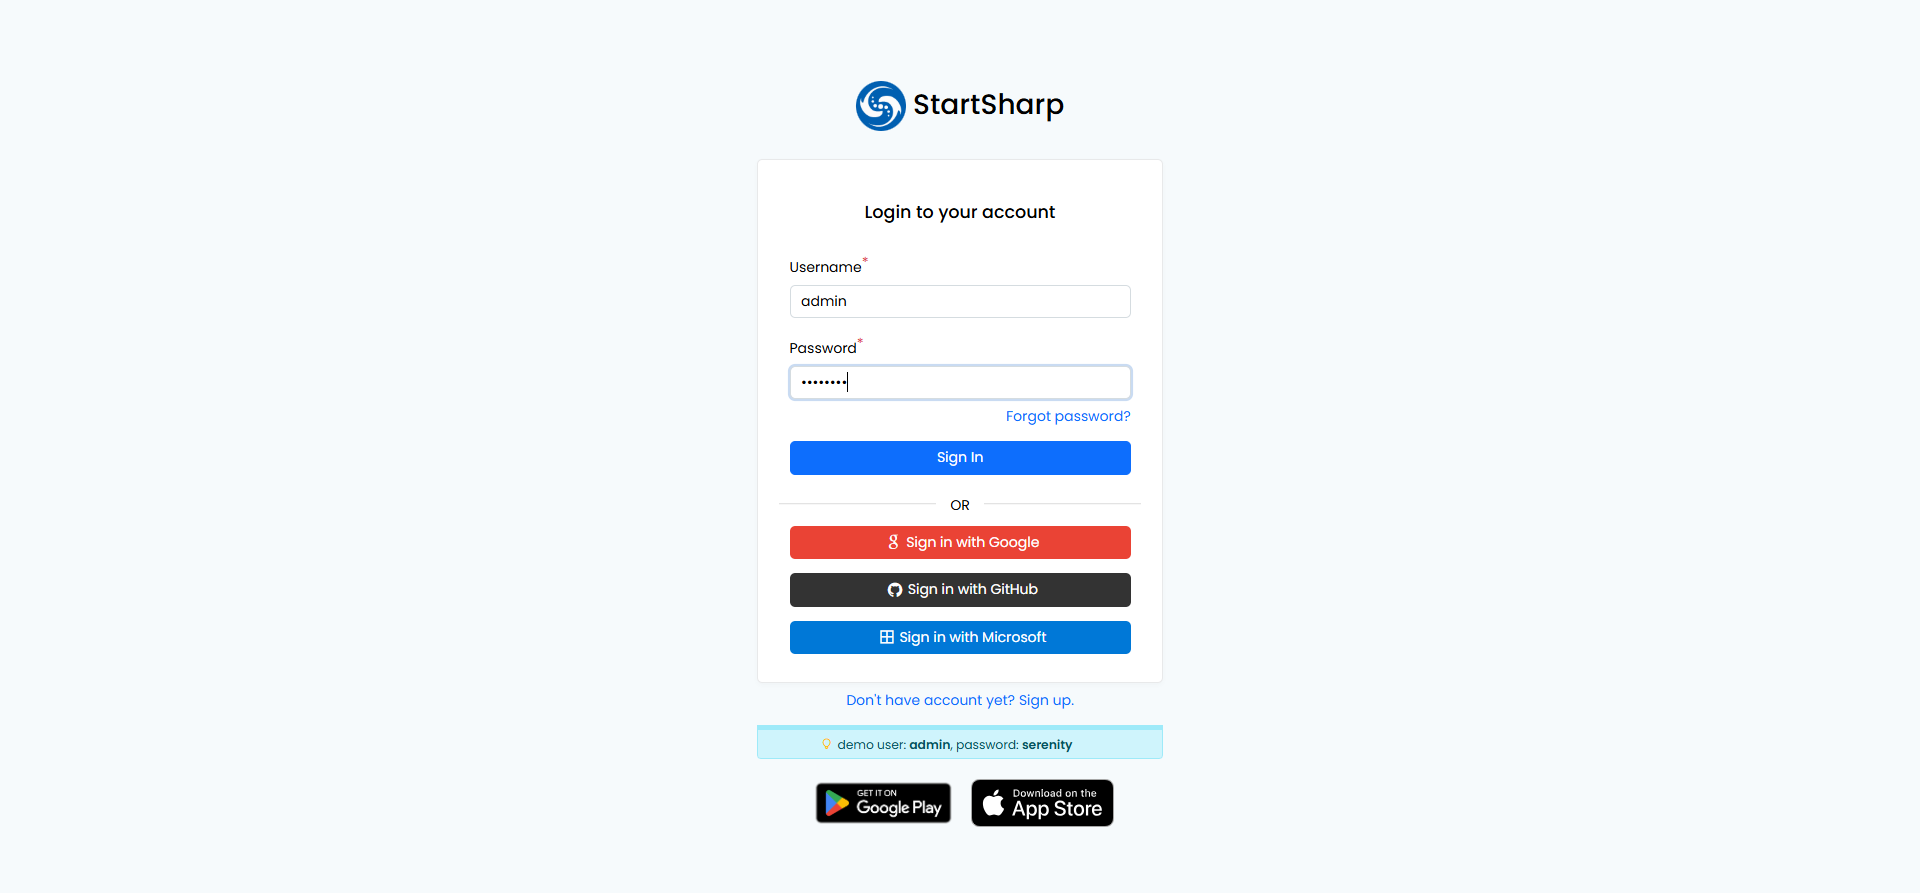 StartSharp
Login to your account
Username*
admin
Password*
••••••••
Forgot password?
Sign In
OR
Sign in with Google
Sign in with GitHub
Sign in with Microsoft
Don't have account yet? Sign up.
demo user: admin, password: serenity
GET IT ON
Google Play
Download on the
App Store